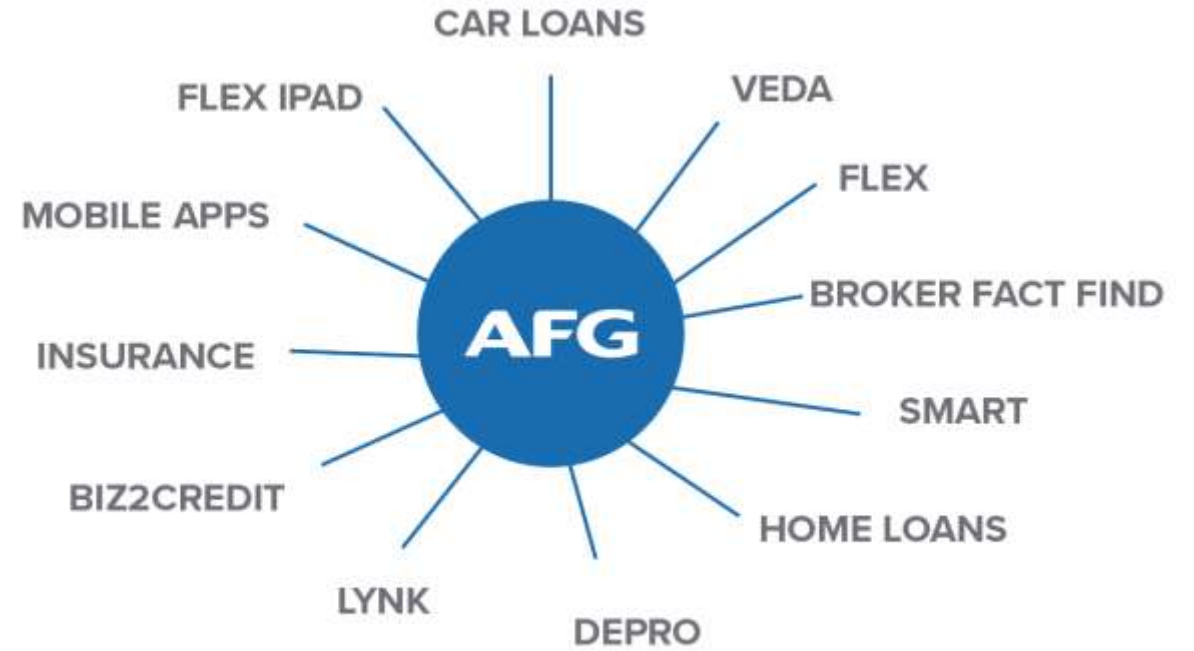 CAR LOANS
VEDA
FLEX IPAD
FLEX
MOBILE APPS
BROKER FACT FIND
AFG
INSURANCE
SMART
BIZ2CREDIT
HOME LOANS
LYNK
DEPRO